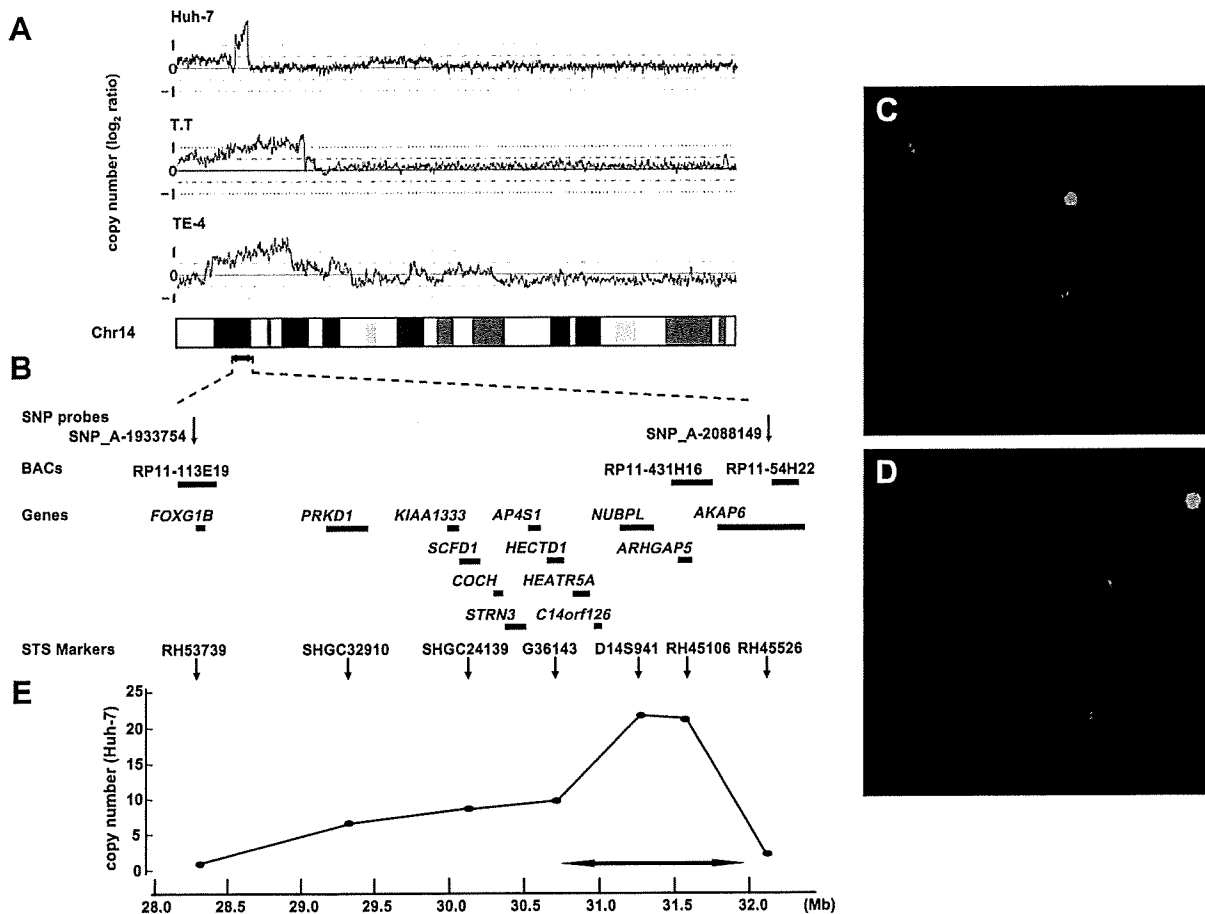 A
Huh-7
1
0
−1
T.T
1
0
−1
TE-4
1
0
−1
copy number (log2 ratio)
Chr14
B
SNP probes
SNP_A-1933754
SNP_A-2088149
BACs
RP11-113E19
RP11-431H16
RP11-54H22
Genes
FOXG1B
PRKD1
KIAA1333
AP4S1
NUBPL
AKAP6
SCFD1
HECTD1
ARHGAP5
COCH
HEATR5A
STRN3
C14orf126
STS Markers
RH53739
SHGC32910
SHGC24139
G36143
D14S941
RH45106
RH45526
E
copy number (Huh-7)
25
20
15
10
5
0
28.0 28.5 29.0 29.5 30.0 30.5 31.0 31.5 32.0 (Mb)
C
D